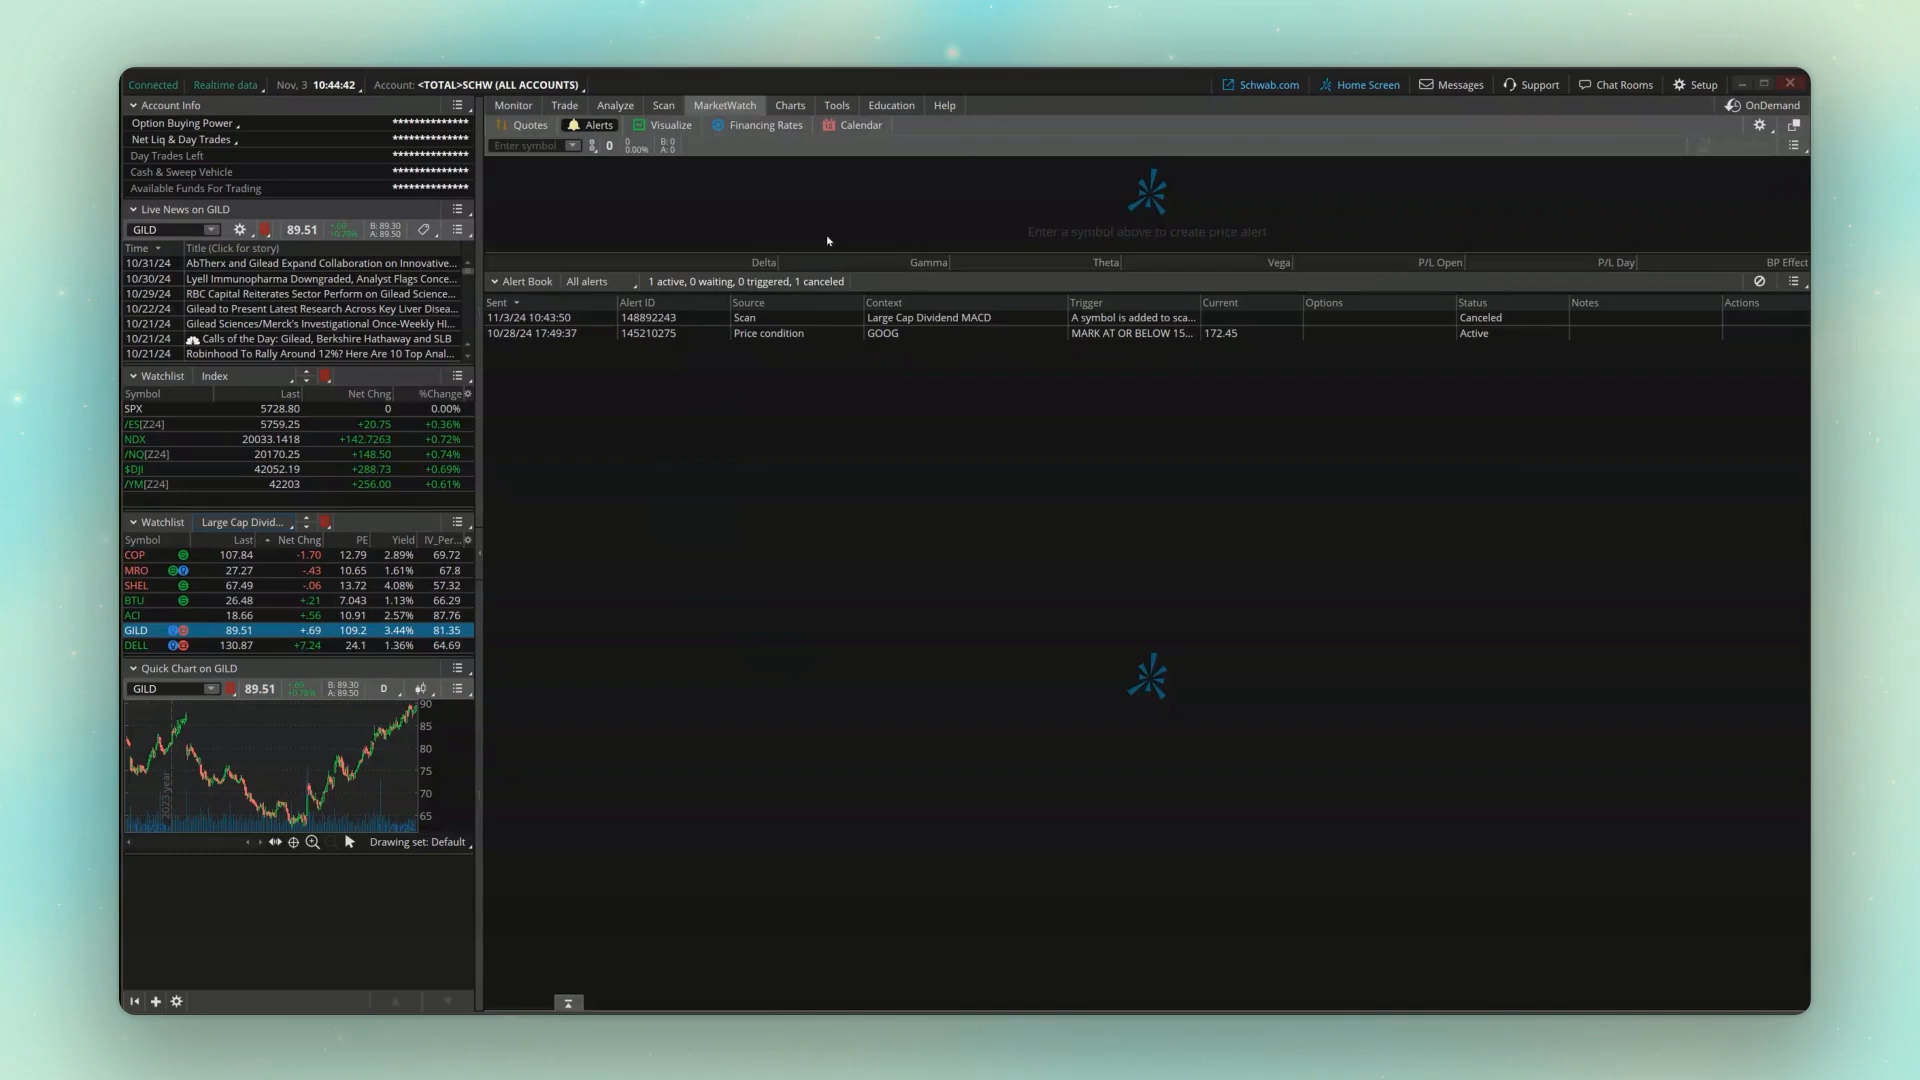 Connected Realtime data Nov, 3 10:44:42 Account: <TOTAL>SCHW (ALL ACCOUNTS) Schwab.com Home Screen Messages Support Chat Rooms Setup
Account Info
Option Buying Power **************
Net Liq & Day Trades **************
Day Trades Left **************
Cash & Sweep Vehicle **************
Available Funds For Trading **************
Live News on GILD
GILD 89.51 +.69 +0.78% B: 89.30 A: 89.50
Time Title (Click for story)
10/31/24 AbTherx and Gilead Expand Collaboration on Innovative...
10/30/24 Lyell Immunopharma Downgraded, Analyst Flags Conce...
10/29/24 RBC Capital Reiterates Sector Perform on Gilead Science...
10/22/24 Gilead to Present Latest Research Across Key Liver Disea...
10/21/24 Gilead Sciences/Merck's Investigational Once-Weekly HI...
10/21/24 Calls of the Day: Gilead, Berkshire Hathaway and SLB
10/21/24 Robinhood To Rally Around 12%? Here Are 10 Top Anal...
Watchlist Index
Symbol Last Net Chng %Change
SPX 5728.80 0 0.00%
/ES[Z24] 5759.25 +20.75 +0.36%
NDX 20033.1418 +142.7263 +0.72%
/NQ[Z24] 20170.25 +148.50 +0.74%
$DJI 42052.19 +288.73 +0.69%
/YM[Z24] 42203 +256.00 +0.61%
Watchlist Large Cap Divid...
Symbol Last Net Chng PE Yield IV_Per...
COP 107.84 -1.70 12.79 2.89% 69.72
MRO 27.27 -.43 10.65 1.61% 67.8
SHEL 67.49 -.06 13.72 4.08% 57.32
BTU 26.48 +.21 7.043 1.13% 66.29
ACI 18.66 +.56 10.91 2.57% 87.76
GILD 89.51 +.69 109.2 3.44% 81.35
DELL 130.87 +7.24 24.1 1.36% 64.69
Quick Chart on GILD
GILD 89.51 +.69 +0.78% B: 89.30 A: 89.50 D
90
85
80
75
70
65
2023 year
Drawing set: Default
Monitor Trade Analyze Scan MarketWatch Charts Tools Education Help
OnDemand
Quotes Alerts Visualize Financing Rates Calendar
Enter symbol 0 0 0.00% B: 0 A: 0
Enter a symbol above to create price alert
Delta Gamma Theta Vega P/L Open P/L Day BP Effect
Alert Book All alerts 1 active, 0 waiting, 0 triggered, 1 canceled
Sent Alert ID Source Context Trigger Current Options Status Notes Actions
11/3/24 10:43:50 148892243 Scan Large Cap Dividend MACD A symbol is added to sca... Canceled
10/28/24 17:49:37 145210275 Price condition GOOG MARK AT OR BELOW 15... 172.45 Active